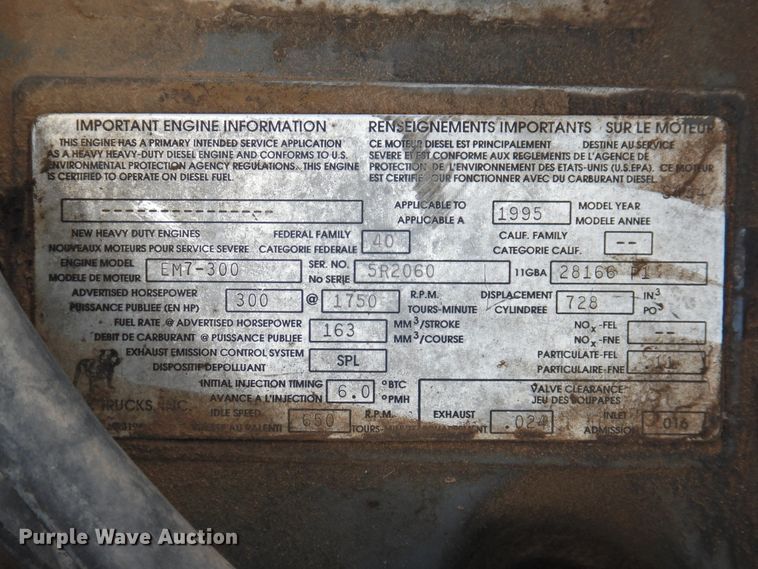 IMPORTANT ENGINE INFORMATION
THIS ENGINE HAS A PRIMARY INTENDED SERVICE APPLICATION
AS A HEAVY HEAVY-DUTY DIESEL ENGINE AND CONFORMS TO U.S.
ENVIRONMENTAL PROTECTION AGENCY REGULATIONS. THIS ENGINE
IS CERTIFIED TO OPERATE ON DIESEL FUEL.
RENSEIGNEMENTS IMPORTANTS SUR LE MOTEUR
CE MOTEUR DIESEL EST PRINCIPALEMENT DESTINE AU SERVICE
SEVERE ET EST CONFORME AUX REGLEMENTS DE L'AGENCE DE
PROTECTION DE L'ENVIRONNEMENT DES ETATS-UNIS (U.S.EPA). CE MOTEUR
EST CERTIFIE POUR FONCTIONNER AVEC DU CARBURANT DIESEL.
-----------------
APPLICABLE TO 1995 MODEL YEAR
APPLICABLE A MODELE ANNEE
NEW HEAVY DUTY ENGINES FEDERAL FAMILY 40 CALIF. FAMILY --
NOUVEAUX MOTEURS POUR SERVICE SEVERE CATEGORIE FEDERALE CATEGORIE CALIF.
ENGINE MODEL EM7-300 SER. NO. 5R2060 11GBA 28166 P1
MODELE DE MOTEUR No SERIE
ADVERTISED HORSEPOWER 300 @ 1750 R.P.M. DISPLACEMENT 728 IN.3
PUISSANCE PUBLIEE (EN HP) TOURS-MINUTE CYLINDREE PO3
FUEL RATE @ ADVERTISED HORSEPOWER 163 MM3/STROKE NOx-FEL --
DEBIT DE CARBURANT @ PUISSANCE PUBLIEE MM3/COURSE NOx-FNE
EXHAUST EMISSION CONTROL SYSTEM SPL PARTICULATE-FEL
DISPOSITIF DEPOLLUANT PARTICULAIRE-FNE
INITIAL INJECTION TIMING 6.0 °BTC VALVE CLEARANCE
AVANCE A L'INJECTION °PMH JEU DES SOUPAPES
TRUCKS, INC. IDLE SPEED 650 R.P.M. EXHAUST .024 INLET 016
AU RALENTI TOURS-MINUTE ADMISSION
Purple Wave Auction